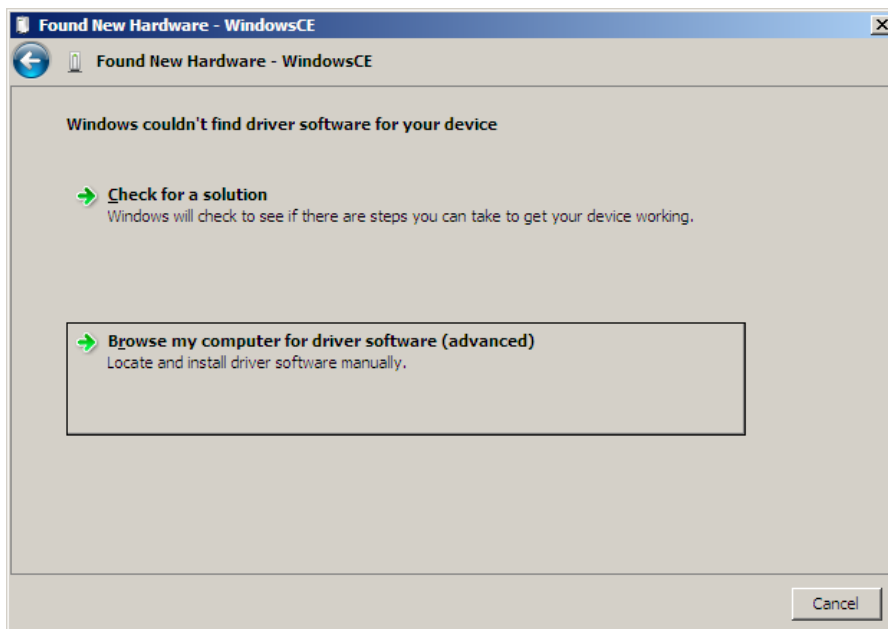 Found New Hardware - WindowsCE
Found New Hardware - WindowsCE
Windows couldn't find driver software for your device
Check for a solution
Windows will check to see if there are steps you can take to get your device working.
Browse my computer for driver software (advanced)
Locate and install driver software manually.
Cancel